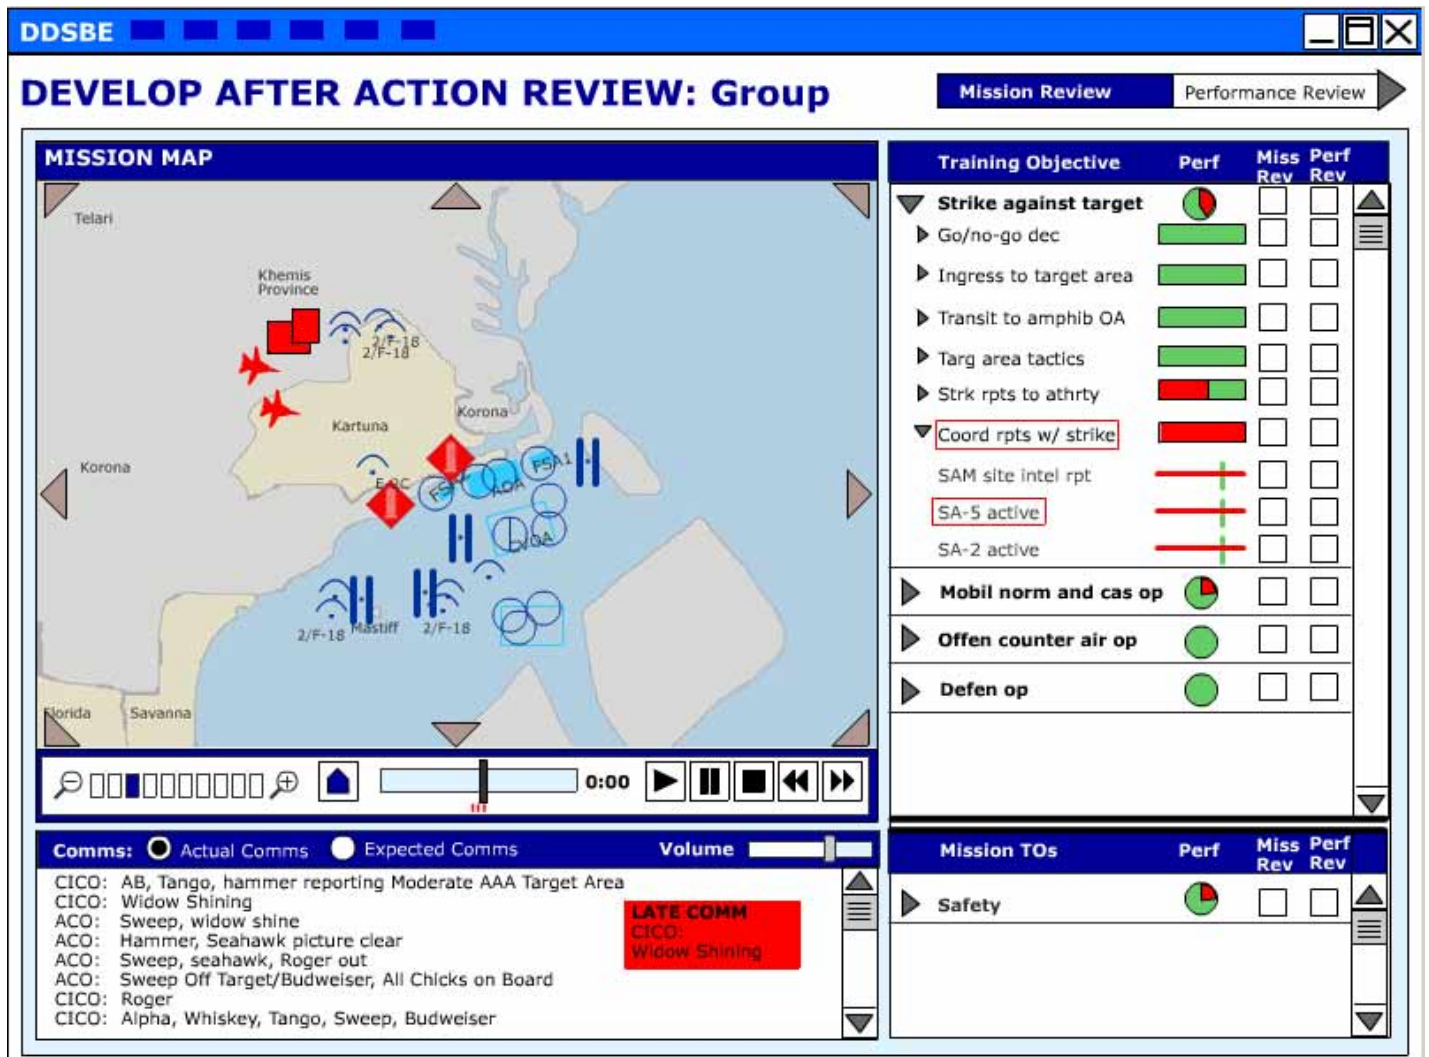 DDSBE
DEVELOP AFTER ACTION REVIEW: Group
Mission Review
Performance Review
MISSION MAP
Telari
Khemis
Province
2/F-18
2/F-18
Kartuna
Korona
Korona
E-2C
FSA1
AOA
CVOA
2/F-18
Mastiff
2/F-18
Florida
Savanna
0:00
Training Objective Perf Miss Rev Perf Rev
Strike against target
Go/no-go dec
Ingress to target area
Transit to amphib OA
Targ area tactics
Strk rpts to athrty
Coord rpts w/ strike
SAM site intel rpt
SA-5 active
SA-2 active
Mobil norm and cas op
Offen counter air op
Defen op
Comms: Actual Comms Expected Comms Volume
CICO: AB, Tango, hammer reporting Moderate AAA Target Area
CICO: Widow Shining
ACO: Sweep, widow shine
ACO: Hammer, Seahawk picture clear
ACO: Sweep, seahawk, Roger out
ACO: Sweep Off Target/Budweiser, All Chicks on Board
CICO: Roger
CICO: Alpha, Whiskey, Tango, Sweep, Budweiser
LATE COMM
CICO:
Widow Shining
Mission TOs Perf Miss Rev Perf Rev
Safety